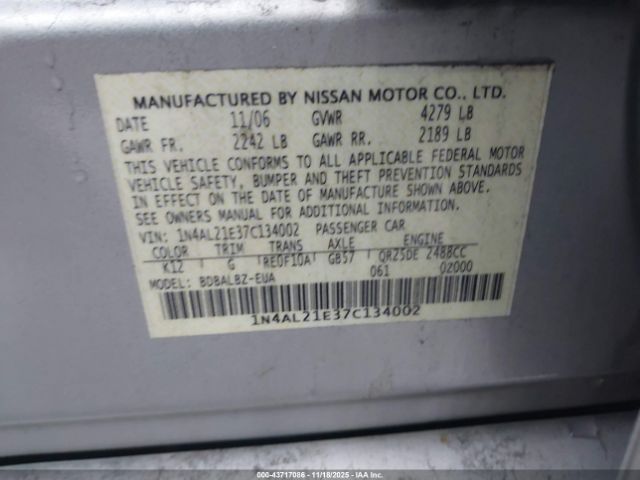 MANUFACTURED BY NISSAN MOTOR CO., LTD.
DATE 11/06 GVWR 4279 LB
GAWR FR. 2242 LB GAWR RR. 2189 LB
THIS VEHICLE CONFORMS TO ALL APPLICABLE FEDERAL MOTOR
VEHICLE SAFETY, BUMPER AND THEFT PREVENTION STANDARDS
IN EFFECT ON THE DATE OF MANUFACTURE SHOWN ABOVE.
SEE OWNERS MANUAL FOR ADDITIONAL INFORMATION.
VIN: 1N4AL21E37C134002 PASSENGER CAR
COLOR TRIM TRANS AXLE ENGINE
K12 G RE0F10A GB57 QR25DE 2488CC
061 02000
MODEL: BDBALBZ-EUA
1N4AL21E37C134002
000-43717086 - 11/18/2025 - IAAI.COM